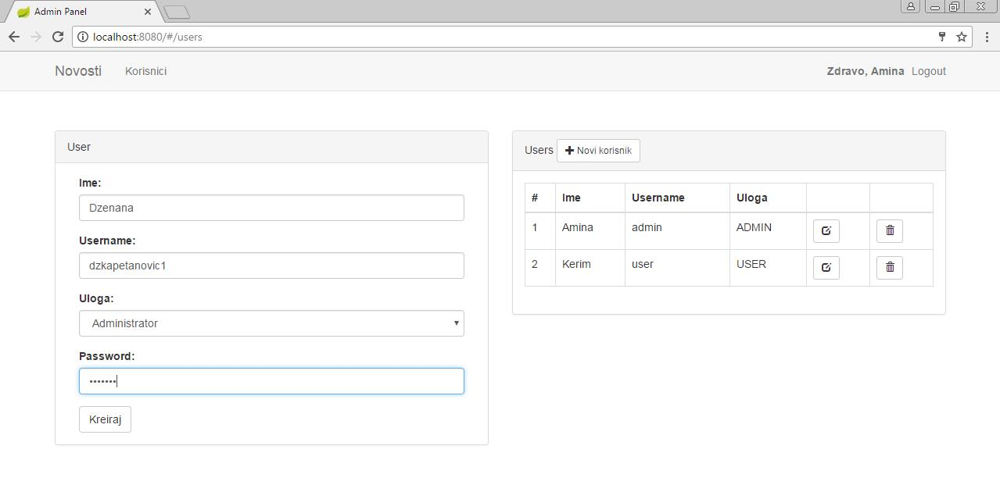 Admin Panel
localhost:8080/#/users
Novosti Korisnici Zdravo, Amina Logout
User
Ime:
Dzenana
Username:
dzkapetanovic1
Uloga:
Administrator
Password:
•••••••
Kreiraj
Users Novi korisnik
# Ime Username Uloga
1 Amina admin ADMIN
2 Kerim user USER